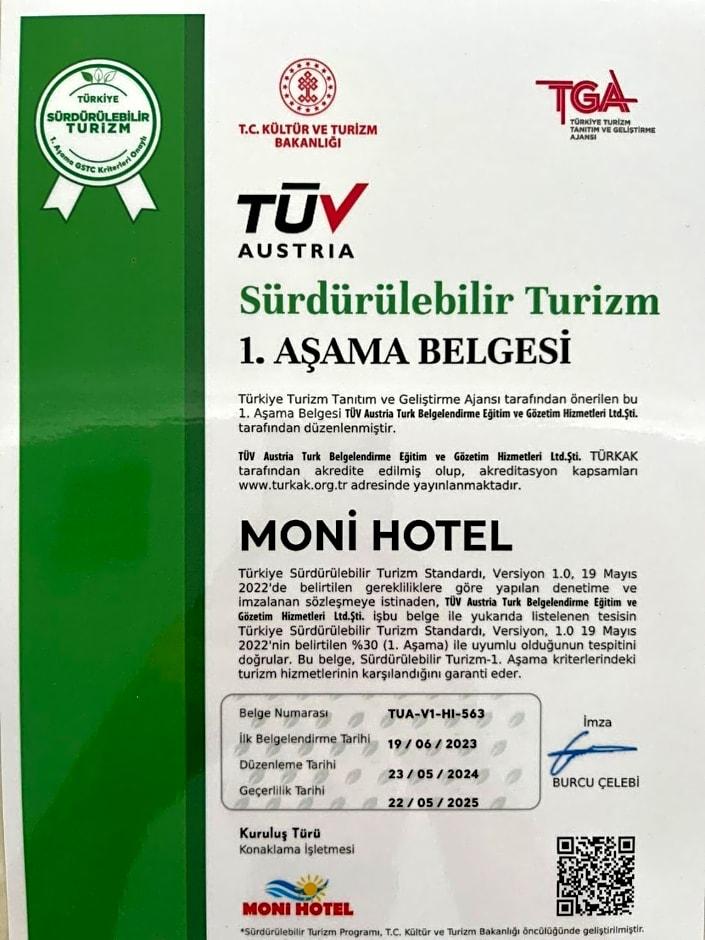 TÜRKİYE
SÜRDÜRÜLEBİLİR
TURİZM
1. Aşama GSTC Kriterleri Onaylı
T.C. KÜLTÜR VE TURİZM
BAKANLIĞI
TGA
TÜRKİYE TURİZM
TANITIM VE GELİŞTİRME
AJANSI
TÜV
AUSTRIA
Sürdürülebilir Turizm
1. AŞAMA BELGESİ
Türkiye Turizm Tanıtım ve Geliştirme Ajansı tarafından önerilen bu
1. Aşama Belgesi TÜV Austria Turk Belgelendirme Eğitim ve Gözetim Hizmetleri Ltd.Şti.
tarafından düzenlenmiştir.
TÜV Austria Turk Belgelendirme Eğitim ve Gözetim Hizmetleri Ltd.Şti. TÜRKAK
tarafından akredite edilmiş olup, akreditasyon kapsamları
www.turkak.org.tr adresinde yayınlanmaktadır.
MONİ HOTEL
Türkiye Sürdürülebilir Turizm Standardı, Versiyon 1.0, 19 Mayıs
2022'de belirtilen gerekliliklere göre yapılan denetime ve
imzalanan sözleşmeye istinaden, TÜV Austria Turk Belgelendirme Eğitim ve
Gözetim Hizmetleri Ltd.Şti. işbu belge ile yukarıda listelenen tesisin
Türkiye Sürdürülebilir Turizm Standardı, Versiyon, 1.0 19 Mayıs
2022'nin belirtilen %30 (1. Aşama) ile uyumlu olduğunun tespitini
doğrular. Bu belge, Sürdürülebilir Turizm-1. Aşama kriterlerindeki
turizm hizmetlerinin karşılandığını garanti eder.
Belge Numarası TUA-V1-HI-563
İlk Belgelendirme Tarihi 19 / 06 / 2023
Düzenleme Tarihi 23 / 05 / 2024
Geçerlilik Tarihi 22 / 05 / 2025
İmza
BURCU ÇELEBİ
Kuruluş Türü
Konaklama İşletmesi
MONİ HOTEL
*Sürdürülebilir Turizm Programı, T.C. Kültür ve Turizm Bakanlığı öncülüğünde geliştirilmiştir.